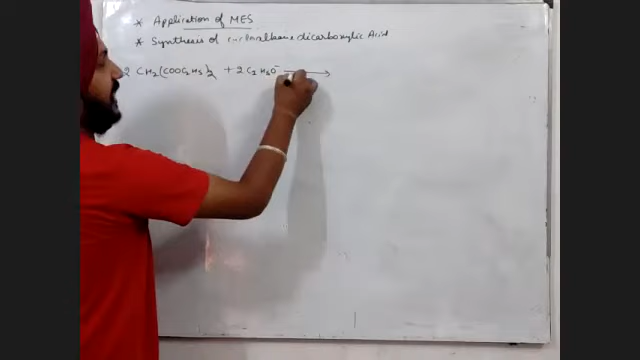 * Application of MES
* Synthesis of cycloalkane dicarboxylic Acid
2 CH₂(COOC₂H₅)₂ + 2 C₂H₅O⁻ ⟶